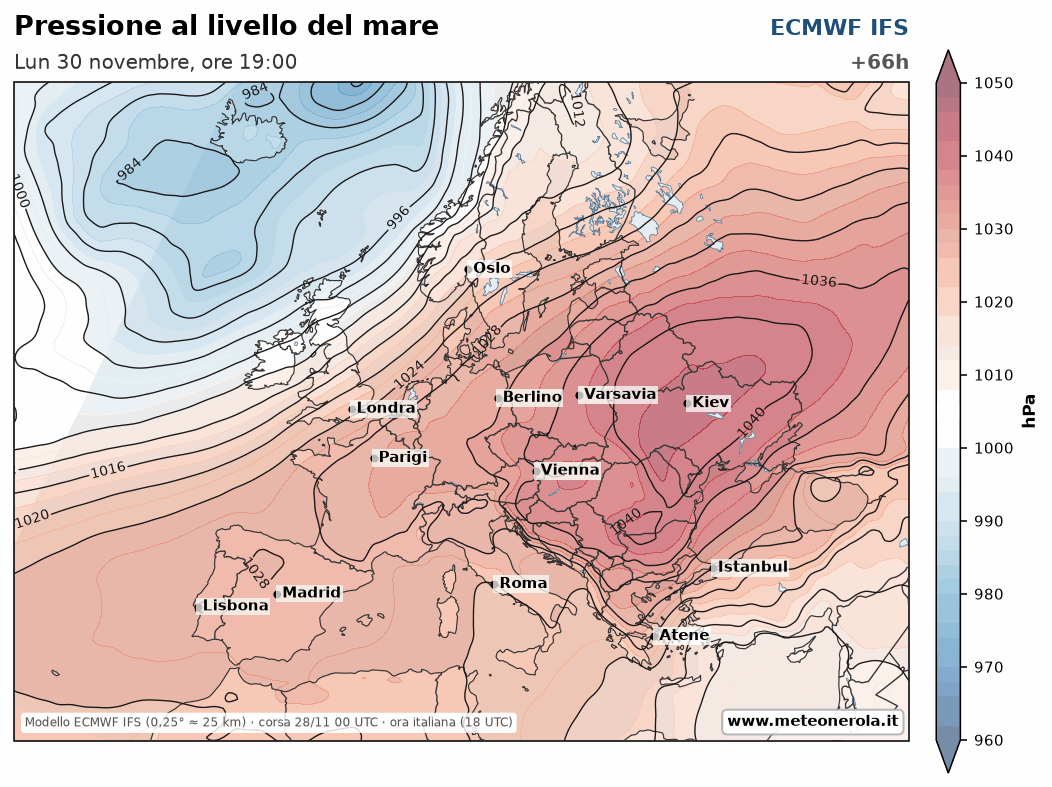 Pressione al livello del mare
ECMWF IFS
Lun 30 novembre, ore 19:00
+66h
984
984
1012
1000
996
Oslo
1036
1028
1024
Berlino
Varsavia
Kiev
Londra
1040
Parigi
Vienna
1016
1020
1040
1028
Istanbul
Roma
Madrid
Lisbona
Atene
Modello ECMWF IFS (0,25° ≈ 25 km) · corsa 28/11 00 UTC · ora italiana (18 UTC)
www.meteonerola.it
1050
1040
1030
1020
1010
1000
990
980
970
960
hPa